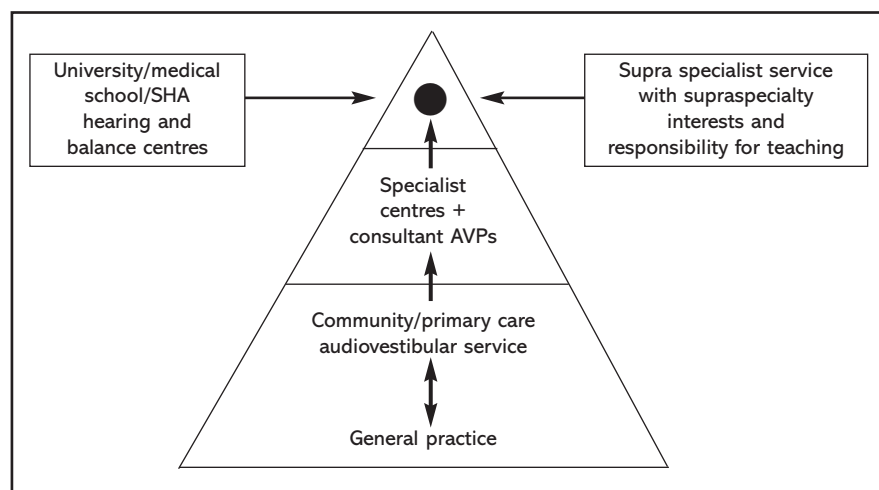 University/medical
school/SHA
hearing and
balance centres
Supra specialist service
with supraspecialty
interests and
responsibility for teaching
Specialist
centres +
consultant AVPs
Community/primary care
audiovestibular service
General practice